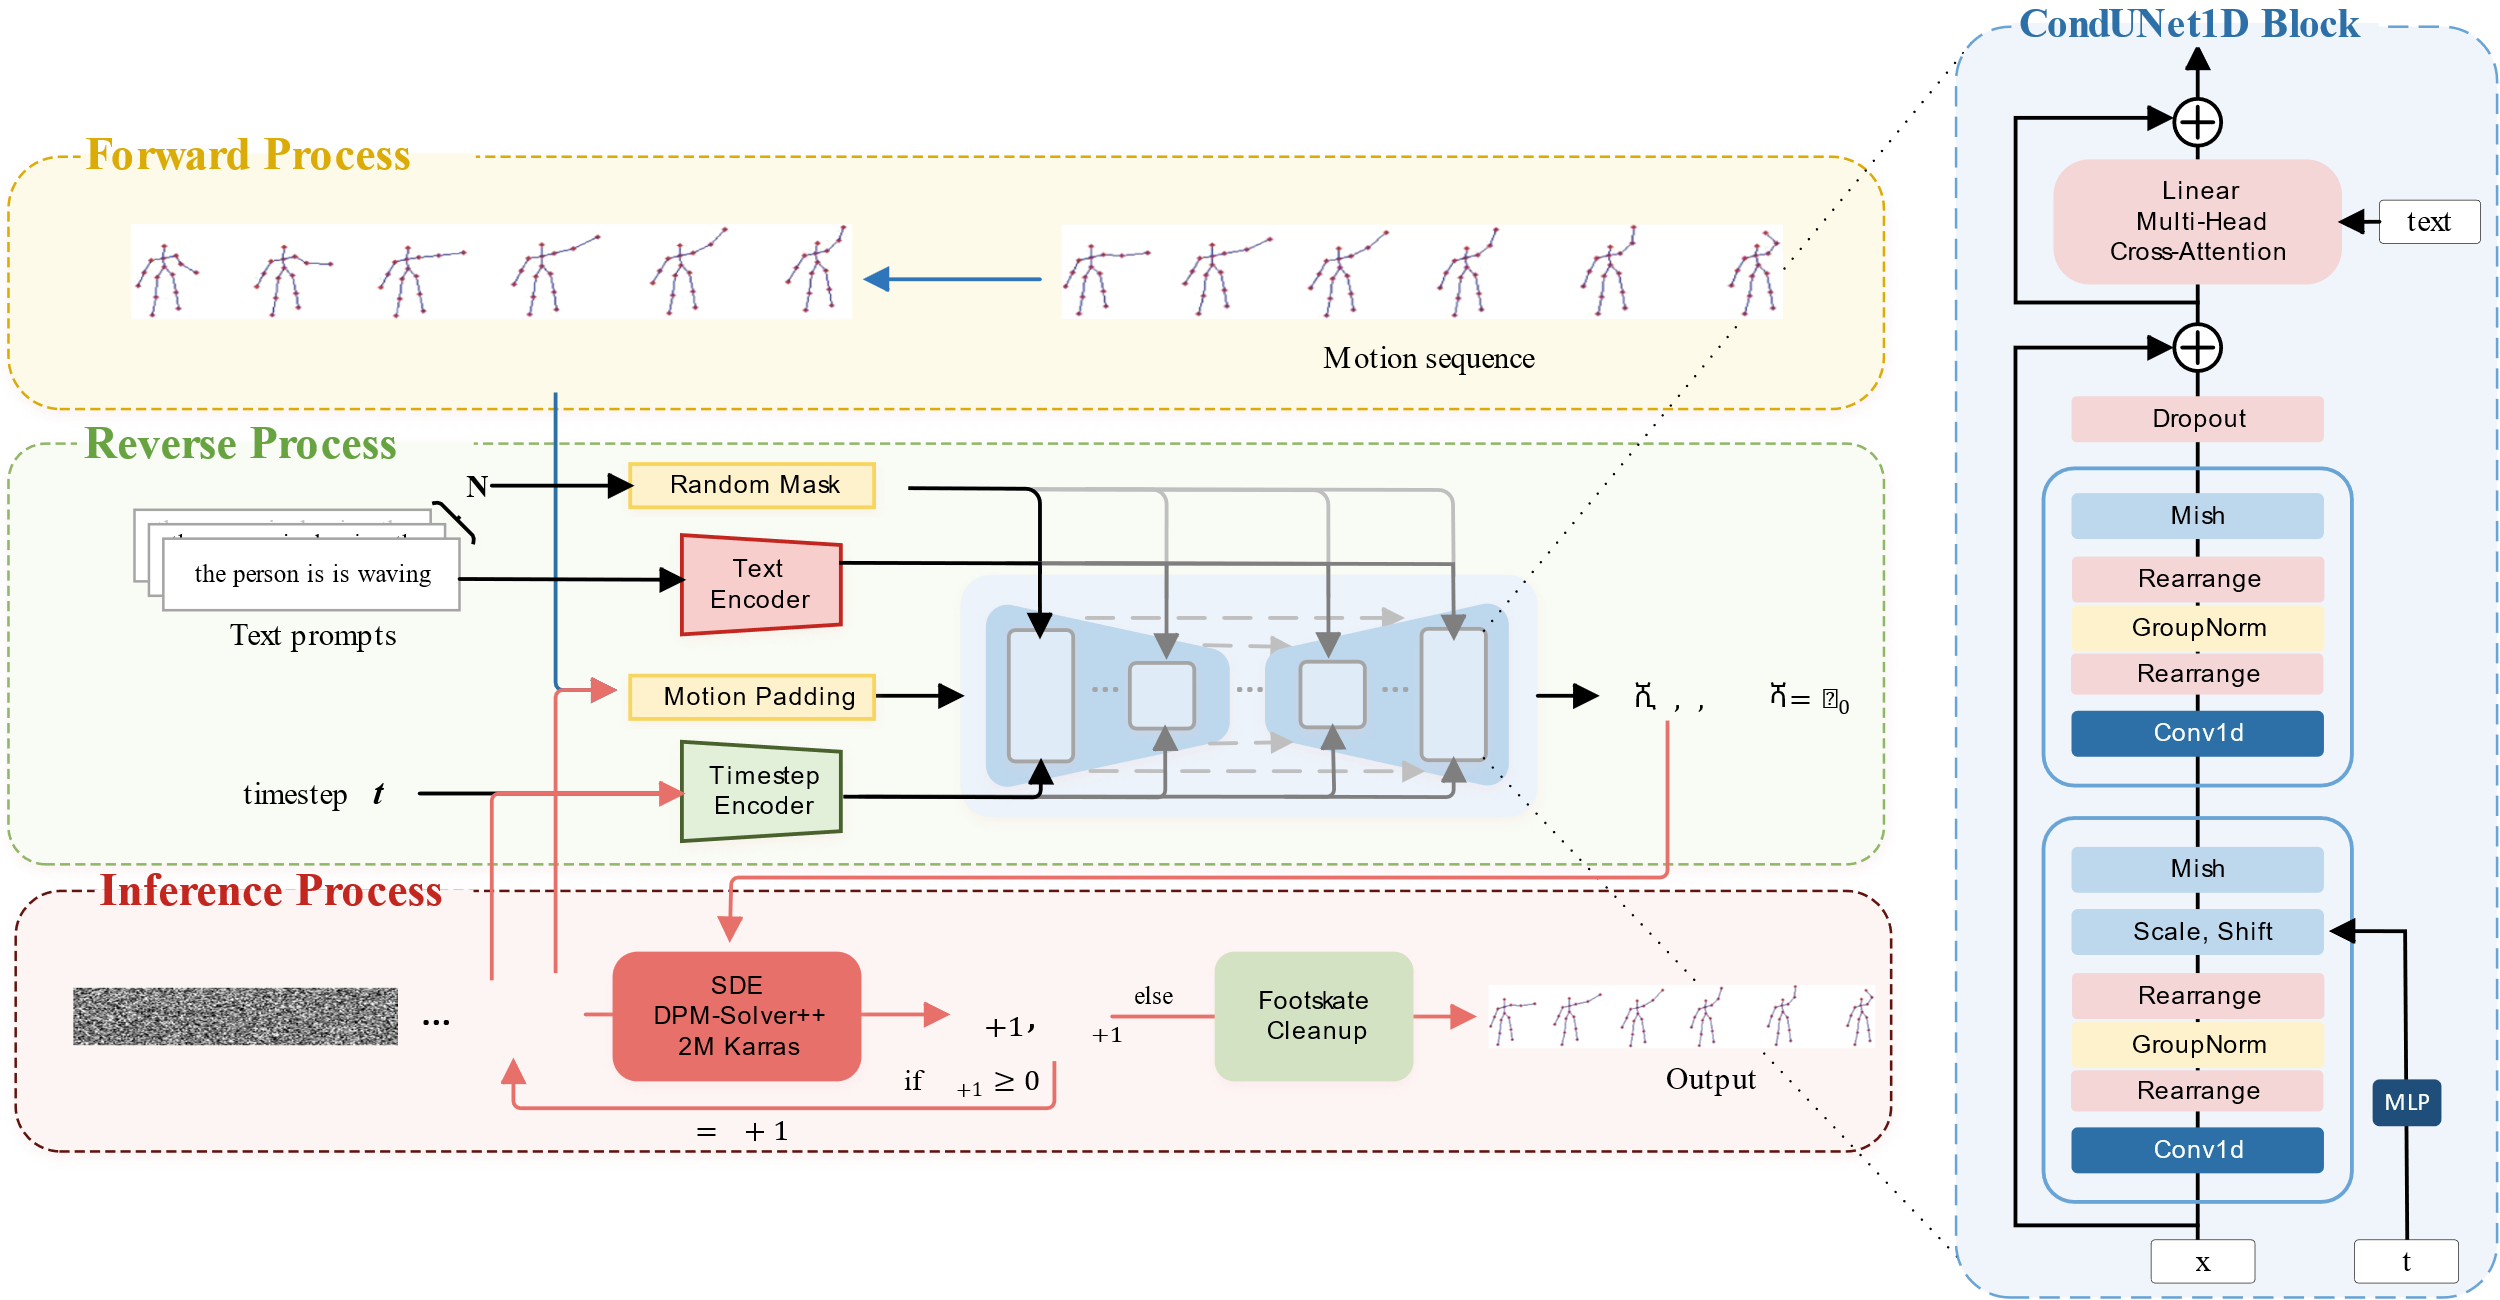 CondUNet1D Block
Forward Process
Motion sequence
Reverse Process
N
Random Mask
the person is is waving
Text prompts
Text
Encoder
Motion Padding
timestep t
Timestep
Encoder
, , = 0
Inference Process
...
SDE
DPM-Solver++
2M Karras
+1, +1
if +1 ≥ 0
= + 1
else
Footskate
Cleanup
Output
Linear
Multi-Head
Cross-Attention
text
Dropout
Mish
Rearrange
GroupNorm
Rearrange
Conv1d
Mish
Scale, Shift
Rearrange
GroupNorm
Rearrange
Conv1d
MLP
x
t